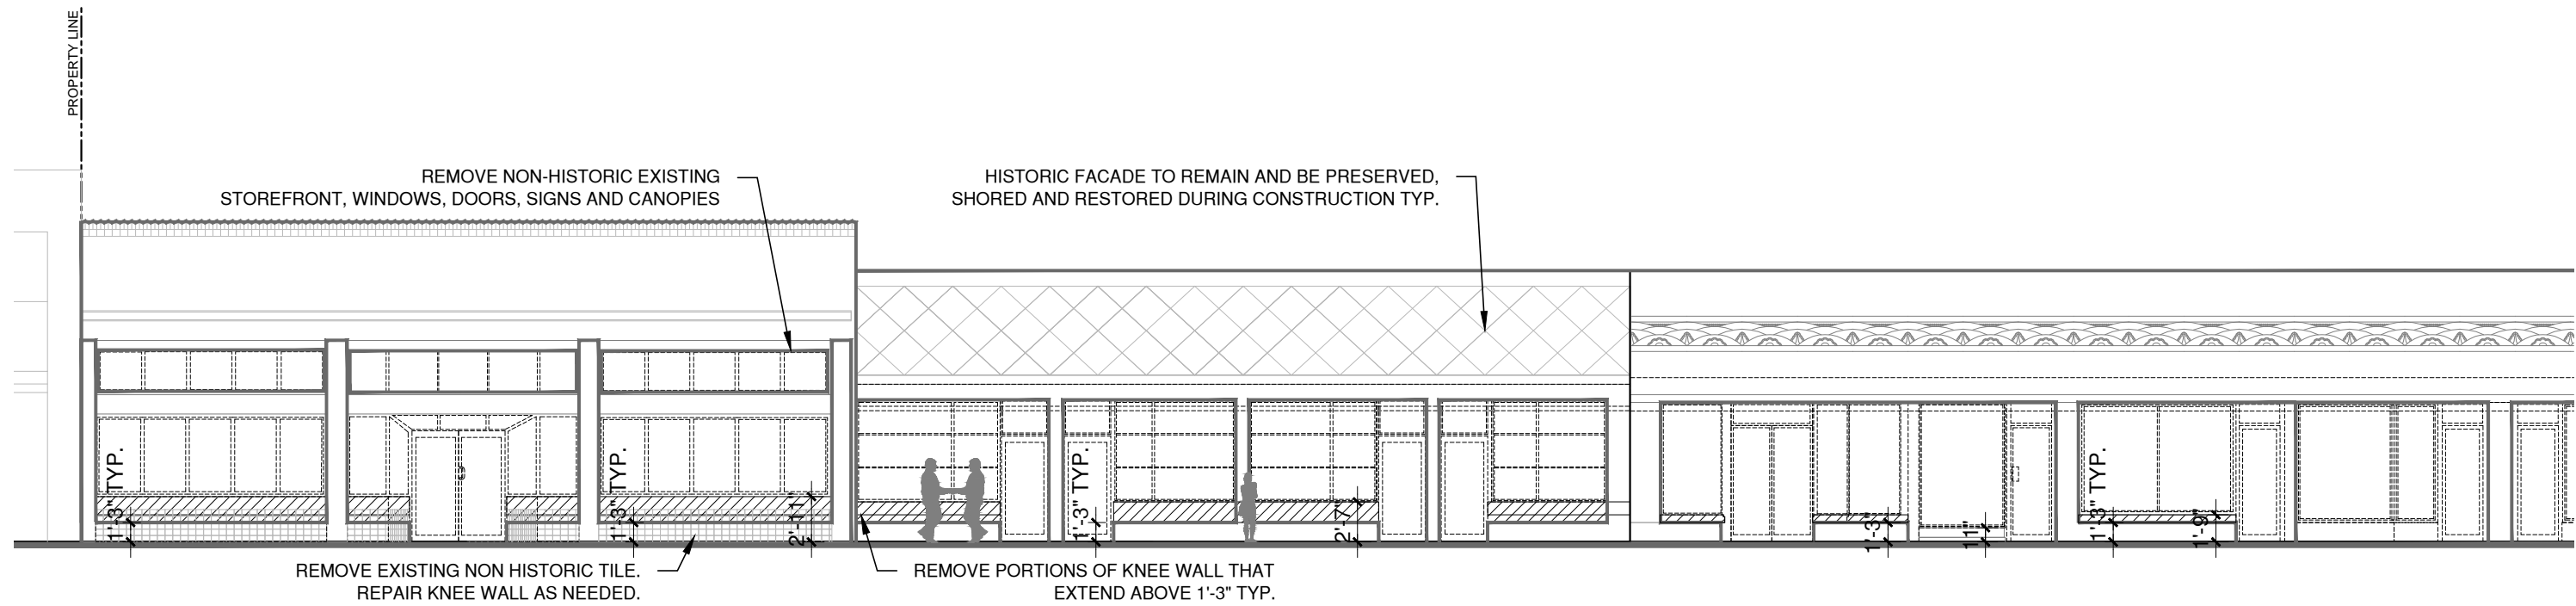 PROPERTY LINE
REMOVE NON-HISTORIC EXISTING
STOREFRONT, WINDOWS, DOORS, SIGNS AND CANOPIES
HISTORIC FACADE TO REMAIN AND BE PRESERVED,
SHORED AND RESTORED DURING CONSTRUCTION TYP.
1'-3" TYP.
1'-3" TYP.
2'-11"
1'-3" TYP.
2'-7"
1'-3"
11"
1'-3" TYP.
1'-9"
REMOVE EXISTING NON HISTORIC TILE.
REPAIR KNEE WALL AS NEEDED.
REMOVE PORTIONS OF KNEE WALL THAT
EXTEND ABOVE 1'-3" TYP.